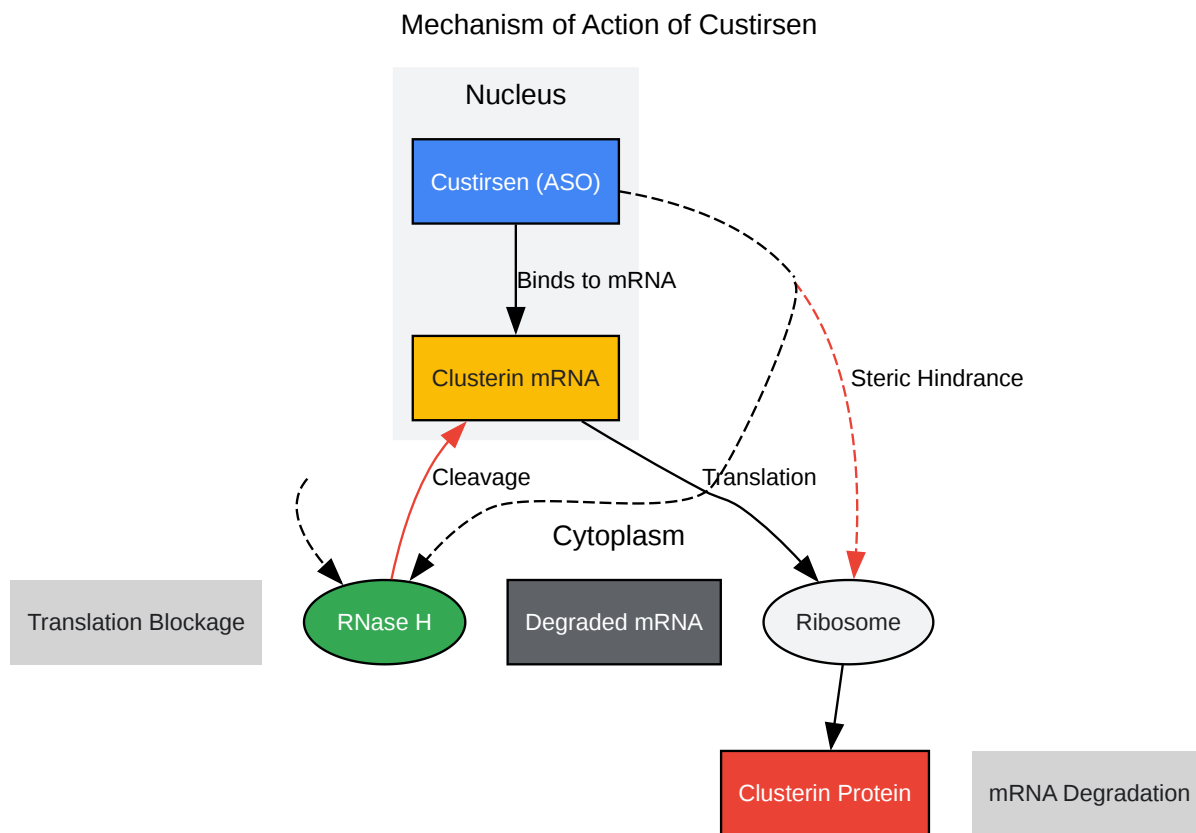 Mechanism of Action of Custirsen
Nucleus
Custirsen (ASO)
Binds to mRNA
Clusterin mRNA
Steric Hindrance
Cleavage
Translation
Cytoplasm
Translation Blockage
RNase H
Degraded mRNA
Ribosome
Clusterin Protein
mRNA Degradation